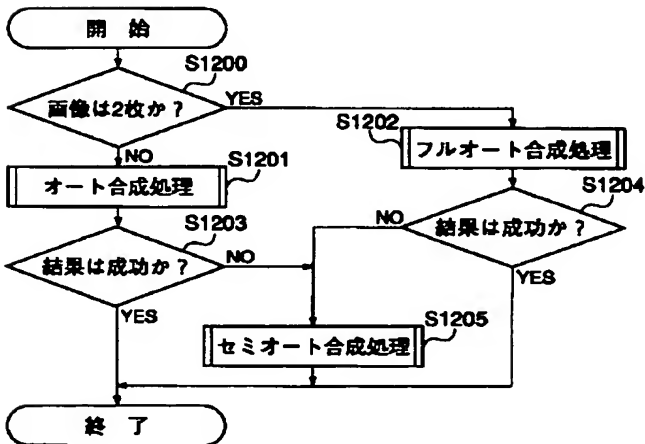 開 始
S1200
画像は2枚か?
YES
S1202
フルオート合成処理
NO
S1201
オート合成処理
S1204
結果は成功か?
NO
YES
S1203
結果は成功か?
NO
YES
S1205
セミオート合成処理
終 了